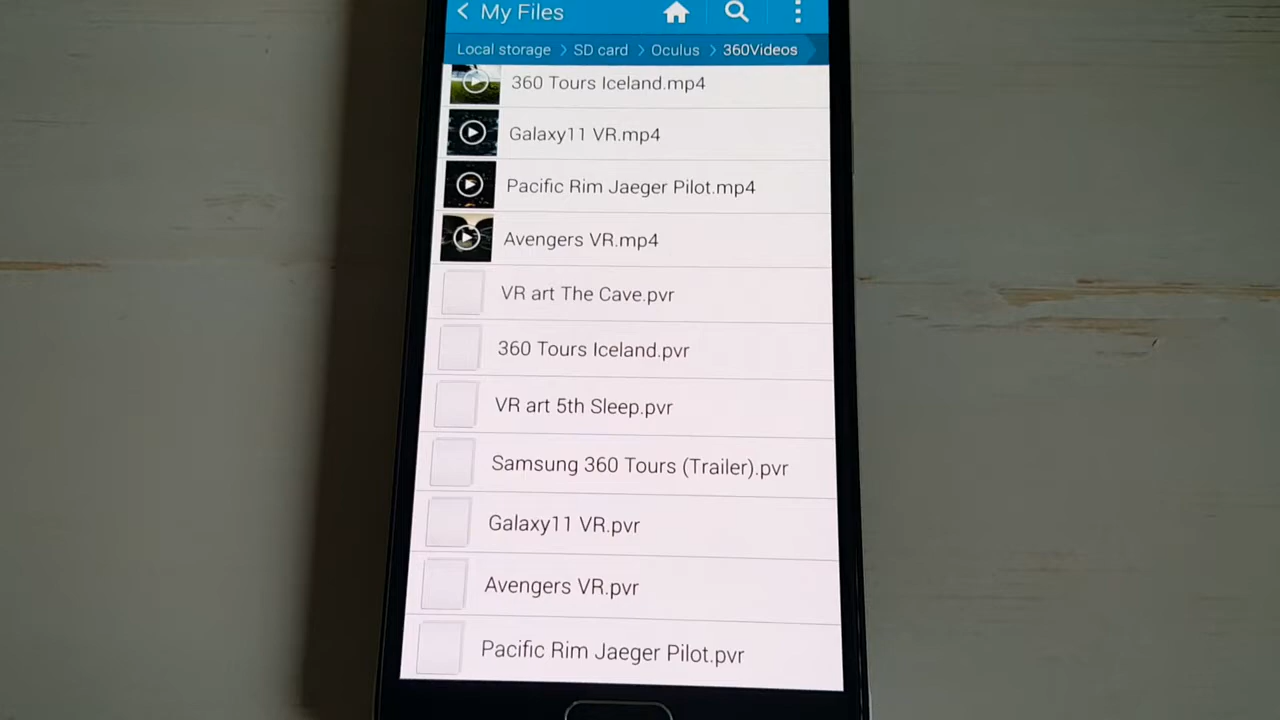 My Files
Local storage > SD card > Oculus > 360Videos
360 Tours Iceland.mp4
Galaxy11 VR.mp4
Pacific Rim Jaeger Pilot.mp4
Avengers VR.mp4
VR art The Cave.pvr
360 Tours Iceland.pvr
VR art 5th Sleep.pvr
Samsung 360 Tours (Trailer).pvr
Galaxy11 VR.pvr
Avengers VR.pvr
Pacific Rim Jaeger Pilot.pvr